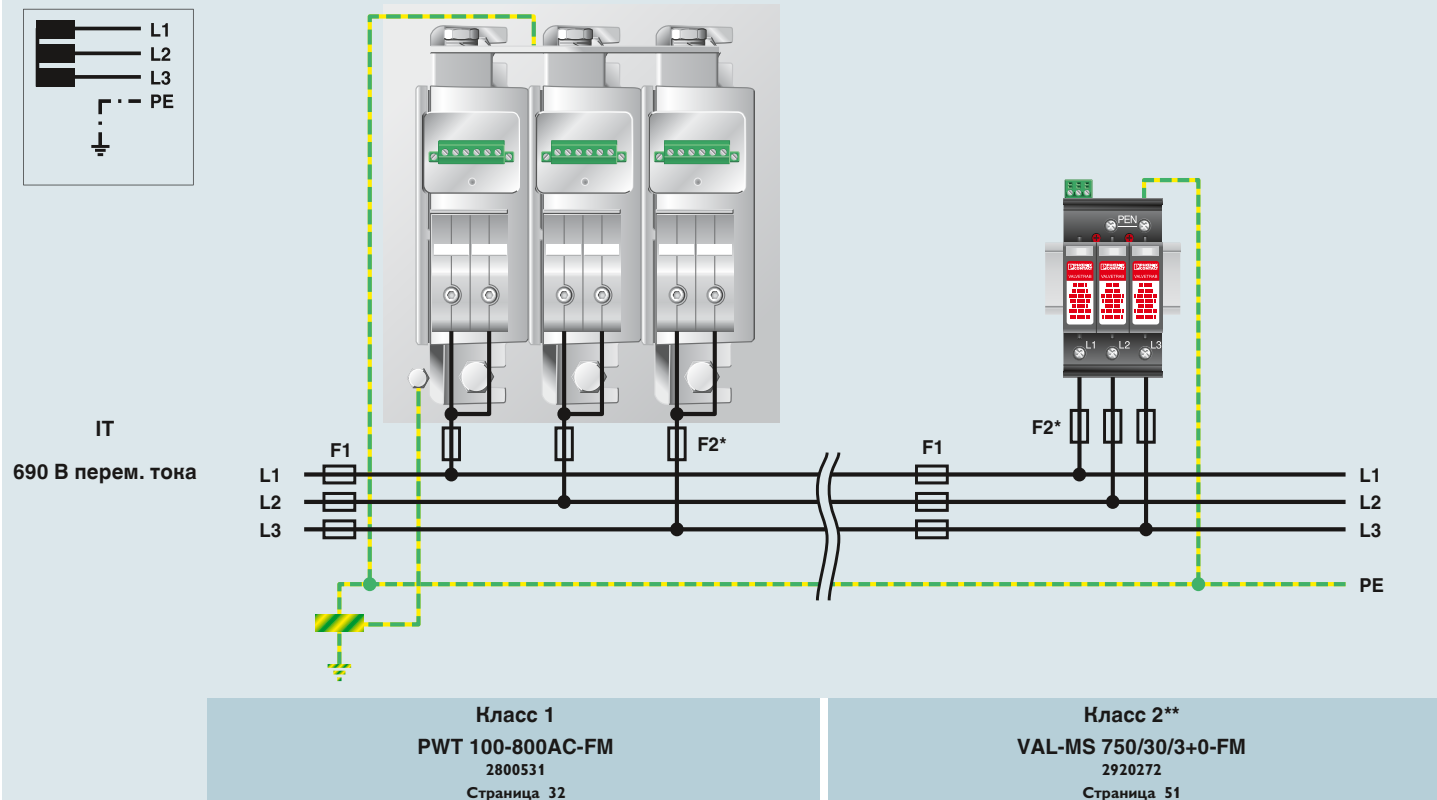 L1
L2
L3
PE
PEN
L1 L2 L3
IT
690 В перем. тока
F1
F2*
F1
F2*
L1
L2
L3
L1
L2
L3
PE
Класс 1
PWT 100-800AC-FM
2800531
Страница 32
Класс 2**
VAL-MS 750/30/3+0-FM
2920272
Страница 51